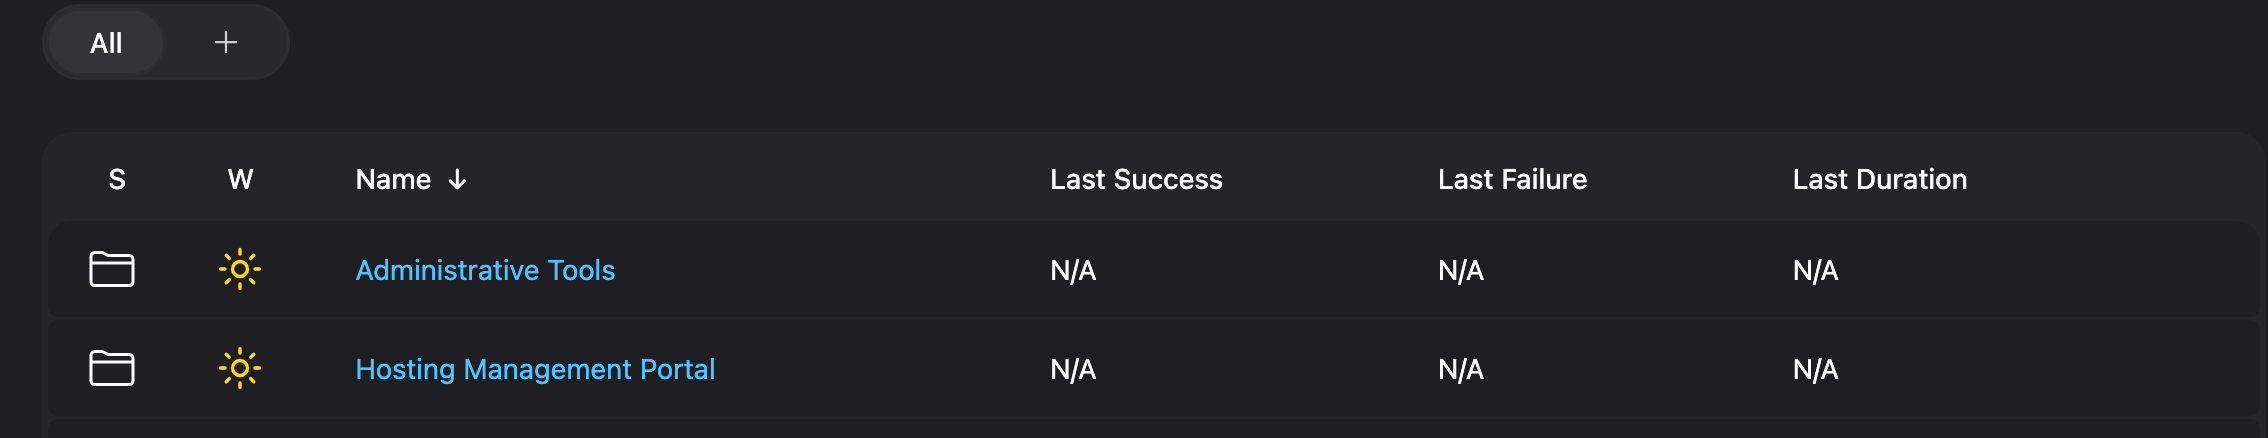 All +
S W Name ↓ Last Success Last Failure Last Duration
Administrative Tools N/A N/A N/A
Hosting Management Portal N/A N/A N/A